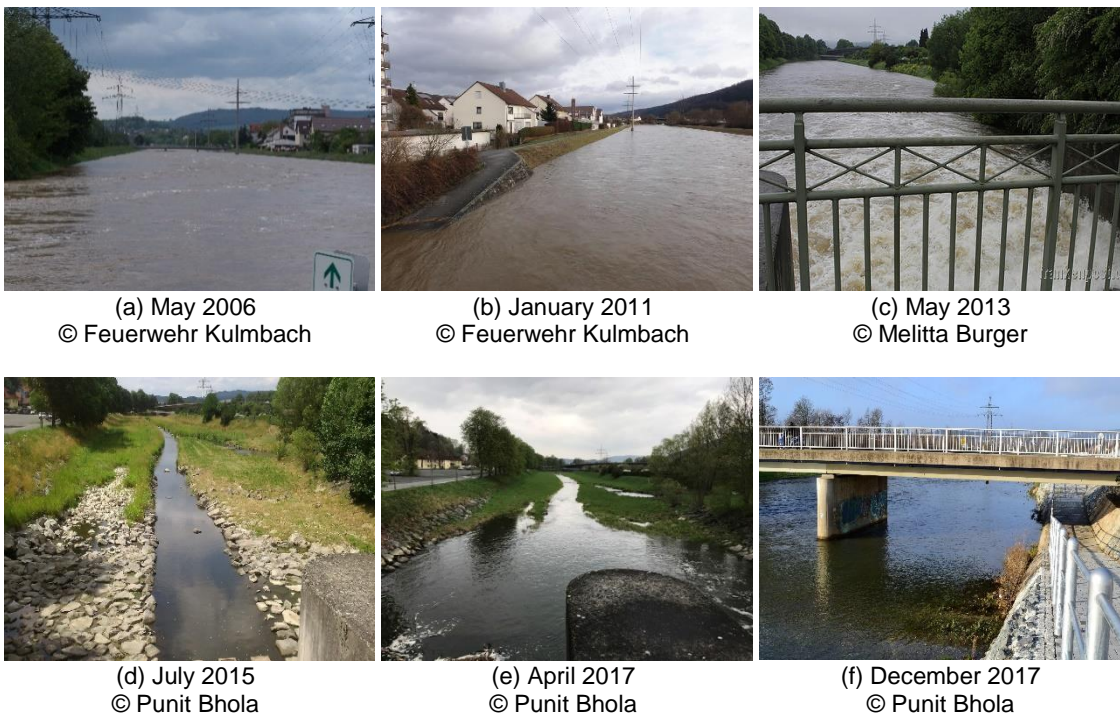 (a) May 2006
© Feuerwehr Kulmbach
(b) January 2011
© Feuerwehr Kulmbach
(c) May 2013
© Melitta Burger
(d) July 2015
© Punit Bhola
(e) April 2017
© Punit Bhola
(f) December 2017
© Punit Bhola